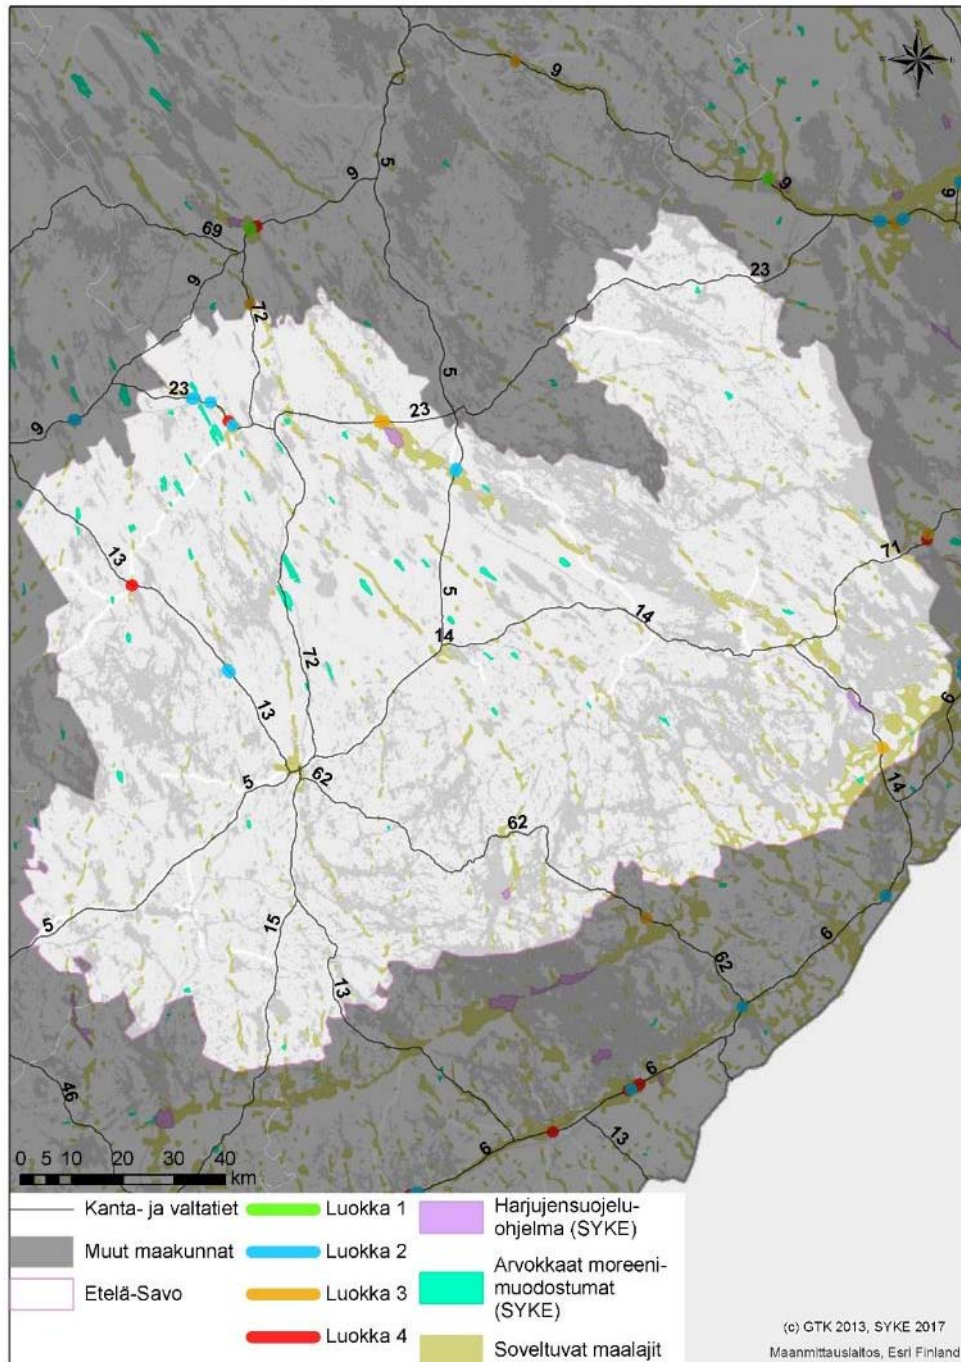 9
9
5
9
69
9
9
72
23
5
23
23
9
13
71
5
14
14
72
6
13
5
62
14
62
5
15
13
6
62
46
6
6
13
0 5 10 20 30 40
km
Kanta- ja valtatiet
Muut maakunnat
Etelä-Savo
Luokka 1
Luokka 2
Luokka 3
Luokka 4
Harjujensuojelu-
ohjelma (SYKE)
Arvokkaat moreeni-
muodostumat
(SYKE)
Soveltuvat maalajit
(c) GTK 2013, SYKE 2017
Maanmittauslaitos, Esri Finland